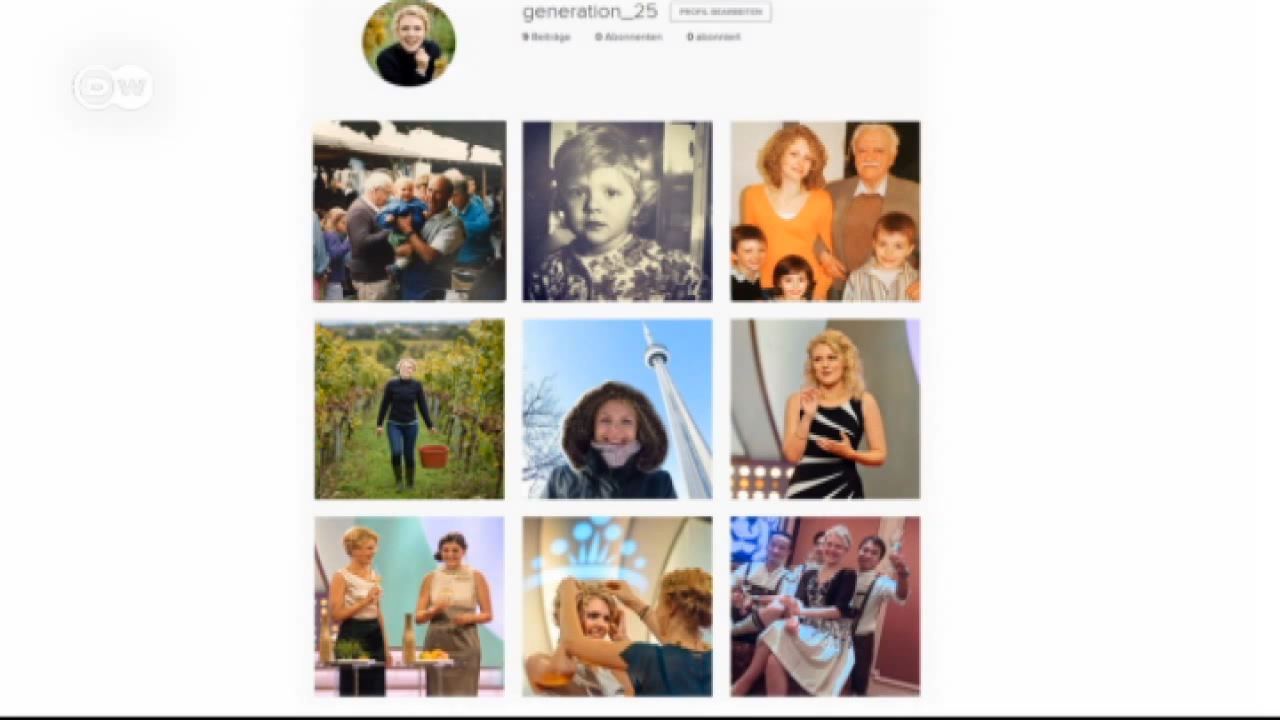 DW
generation_25
PROFIL BEARBEITEN
9 Beiträge 0 Abonnenten 0 abonniert